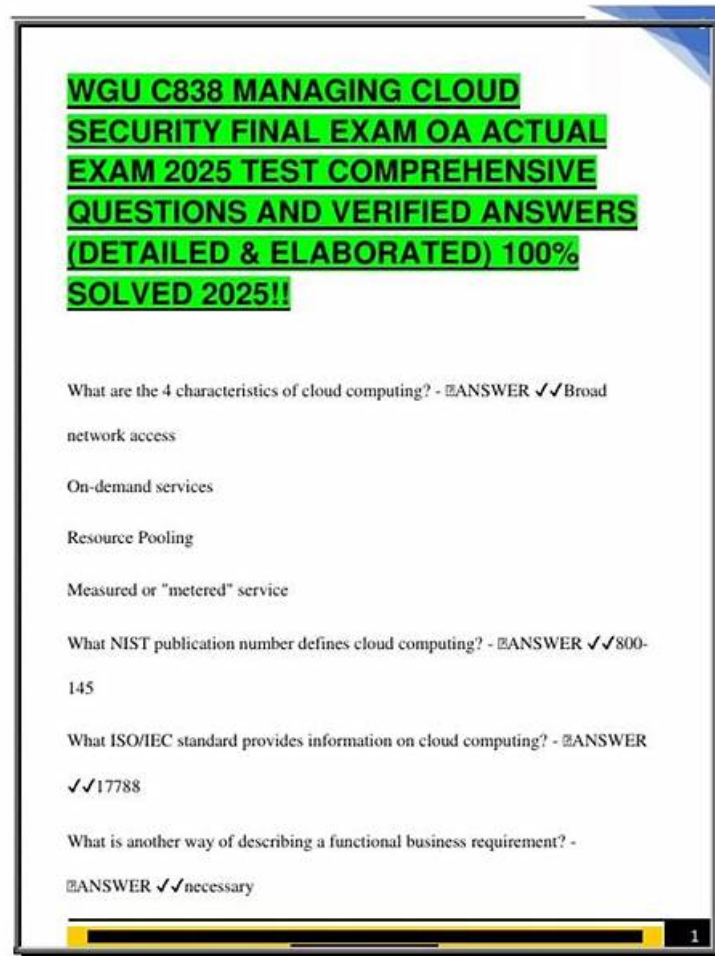 WGU C838 MANAGING CLOUD
SECURITY FINAL EXAM OA ACTUAL
EXAM 2025 TEST COMPREHENSIVE
QUESTIONS AND VERIFIED ANSWERS
(DETAILED & ELABORATED) 100%
SOLVED 2025!!
What are the 4 characteristics of cloud computing? - ⍰ANSWER ✓✓Broad
network access
On-demand services
Resource Pooling
Measured or "metered" service
What NIST publication number defines cloud computing? - ⍰ANSWER ✓✓800-
145
What ISO/IEC standard provides information on cloud computing? - ⍰ANSWER
✓✓17788
What is another way of describing a functional business requirement? -
⍰ANSWER ✓✓necessary
1